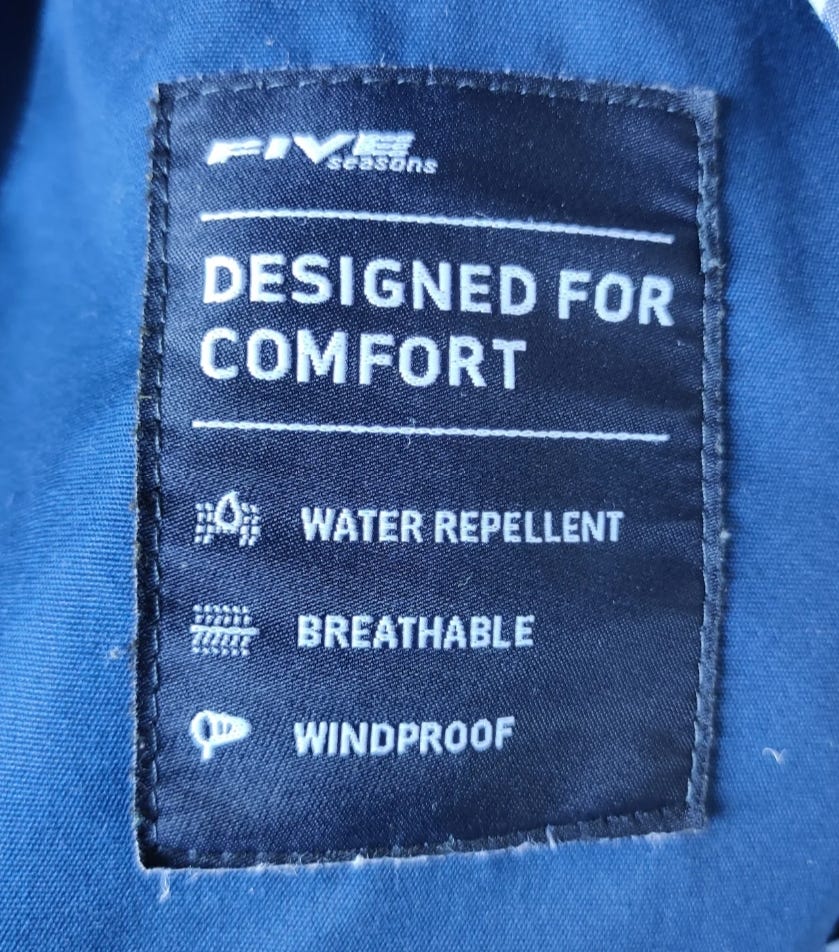 FIVE
seasons
DESIGNED FOR
COMFORT
WATER REPELLENT
BREATHABLE
WINDPROOF